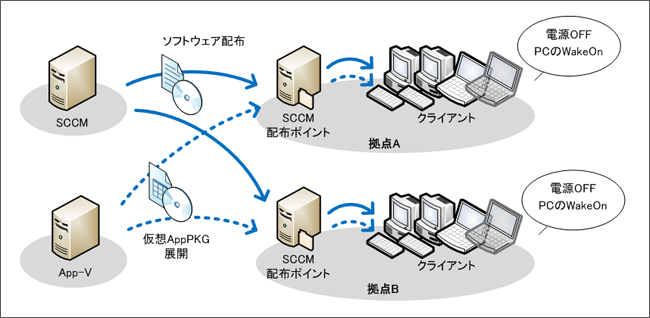 ソフトウェア配布
電源OFF
PCのWakeOn
SCCM
SCCM
配布ポイント
クライアント
拠点A
仮想AppPKG
展開
電源OFF
PCのWakeOn
App-V
SCCM
配布ポイント
クライアント
拠点B